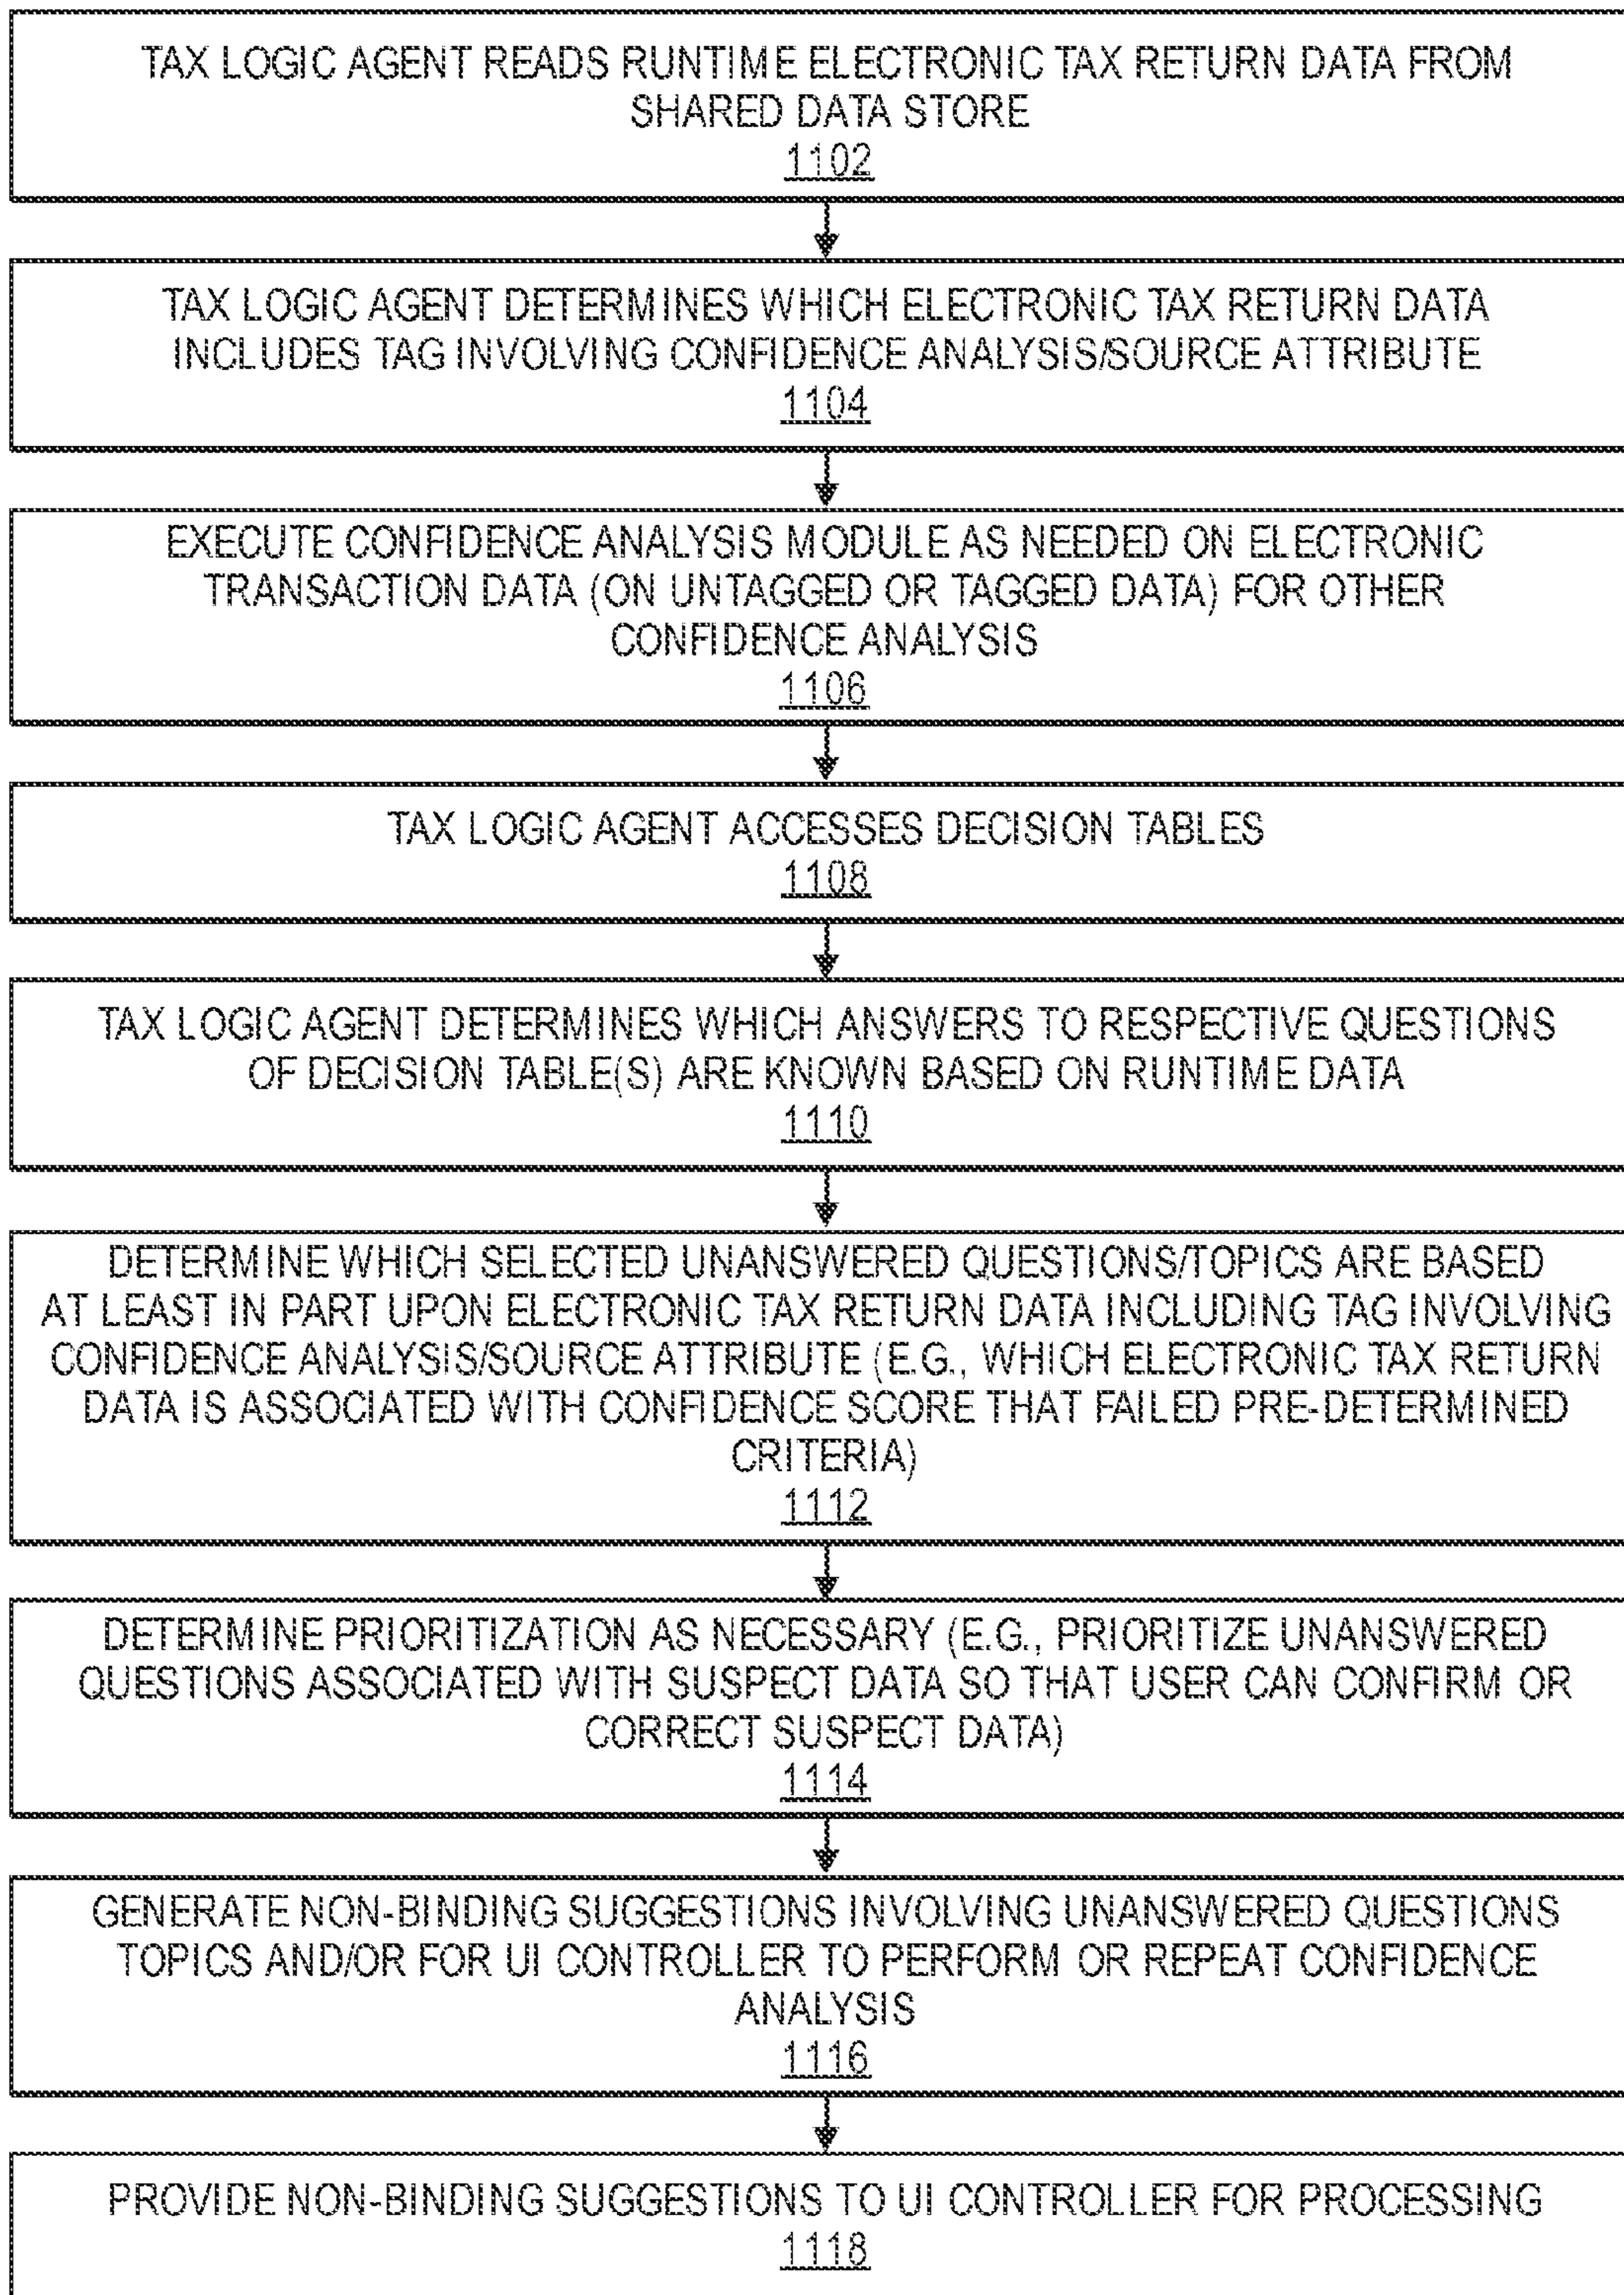 TAX LOGIC AGENT READS RUNTIME ELECTRONIC TAX RETURN DATA FROM
SHARED DATA STORE
1102
TAX LOGIC AGENT DETERMINES WHICH ELECTRONIC TAX RETURN DATA
INCLUDES TAG INVOLVING CONFIDENCE ANALYSIS/SOURCE ATTRIBUTE
1104
EXECUTE CONFIDENCE ANALYSIS MODULE AS NEEDED ON ELECTRONIC
TRANSACTION DATA (ON UNTAGGED OR TAGGED DATA) FOR OTHER
CONFIDENCE ANALYSIS
1106
TAX LOGIC AGENT ACCESSES DECISION TABLES
1108
TAX LOGIC AGENT DETERMINES WHICH ANSWERS TO RESPECTIVE QUESTIONS
OF DECISION TABLE(S) ARE KNOWN BASED ON RUNTIME DATA
1110
DETERMINE WHICH SELECTED UNANSWERED QUESTIONS/TOPICS ARE BASED
AT LEAST IN PART UPON ELECTRONIC TAX RETURN DATA INCLUDING TAG INVOLVING
CONFIDENCE ANALYSIS/SOURCE ATTRIBUTE (E.G., WHICH ELECTRONIC TAX RETURN
DATA IS ASSOCIATED WITH CONFIDENCE SCORE THAT FAILED PRE-DETERMINED
CRITERIA)
1112
DETERMINE PRIORITIZATION AS NECESSARY (E.G., PRIORITIZE UNANSWERED
QUESTIONS ASSOCIATED WITH SUSPECT DATA SO THAT USER CAN CONFIRM OR
CORRECT SUSPECT DATA)
1114
GENERATE NON-BINDING SUGGESTIONS INVOLVING UNANSWERED QUESTIONS
TOPICS AND/OR FOR UI CONTROLLER TO PERFORM OR REPEAT CONFIDENCE
ANALYSIS
1116
PROVIDE NON-BINDING SUGGESTIONS TO UI CONTROLLER FOR PROCESSING
1118